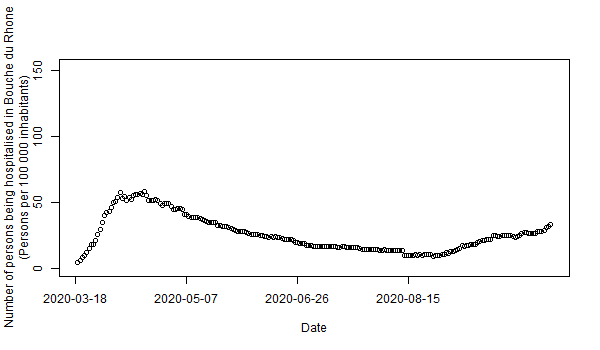 Number of persons being hospitalised in Bouche du Rhone
(Persons per 100 000 inhabitants)
150
100
50
0
2020-03-18 2020-05-07 2020-06-26 2020-08-15
Date